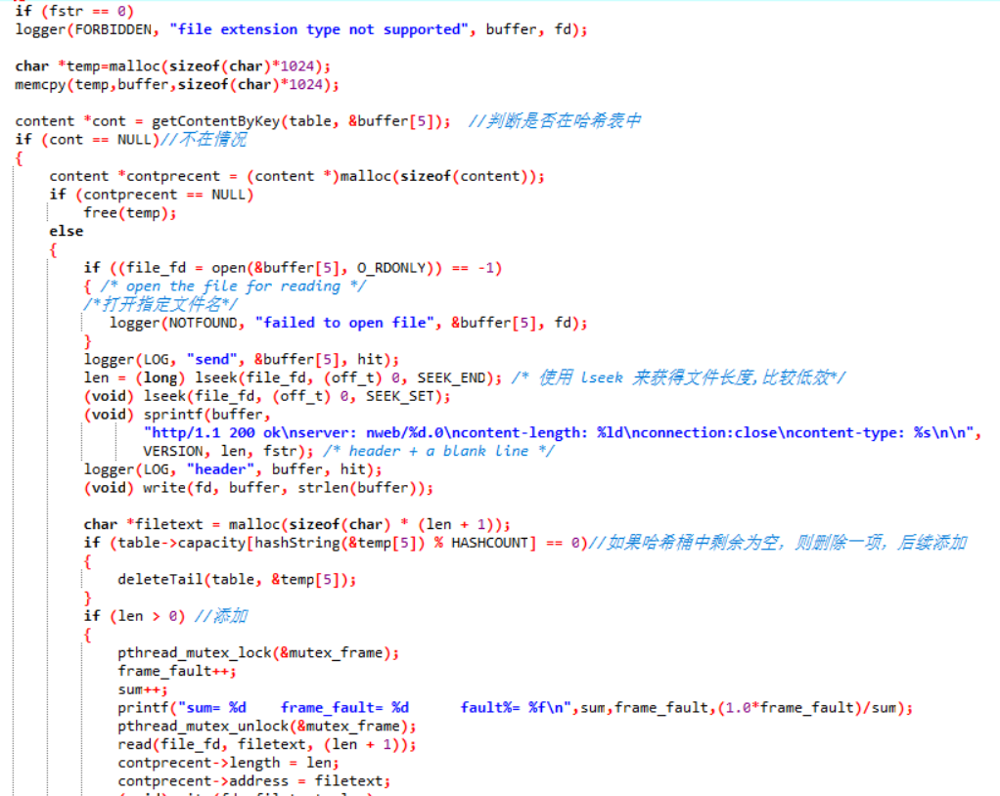 if (fstr == 0)
logger(FORBIDDEN, "file extension type not supported", buffer, fd);
char *temp=malloc(sizeof(char)*1024);
memcpy(temp,buffer,sizeof(char)*1024);
content *cont = getContentByKey(table, &buffer[5]);  //判断是否在哈希表中
if (cont == NULL)//不在情况
{
    content *contprecent = (content *)malloc(sizeof(content));
    if (contprecent == NULL)
        free(temp);
    else
    {
        if ((file_fd = open(&buffer[5], O_RDONLY)) == -1)
        { /* open the file for reading */
        /*打开指定文件名*/
           logger(NOTFOUND, "failed to open file", &buffer[5], fd);
        }
        logger(LOG, "send", &buffer[5], hit);
        len = (long) lseek(file_fd, (off_t) 0, SEEK_END); /* 使用 lseek 来获得文件长度,比较低效*/
        (void) lseek(file_fd, (off_t) 0, SEEK_SET);
        (void) sprintf(buffer,
               "http/1.1 200 ok\nserver: nweb/%d.0\ncontent-length: %ld\nconnection:close\ncontent-type: %s\n\n",
               VERSION, len, fstr); /* header + a blank line */
        logger(LOG, "header", buffer, hit);
        (void) write(fd, buffer, strlen(buffer));
        char *filetext = malloc(sizeof(char) * (len + 1));
        if (table->capacity[hashString(&temp[5]) % HASHCOUNT] == 0)//如果哈希桶中剩余为空, 则删除一项, 后续添加
        {
            deleteTail(table, &temp[5]);
        }
        if (len > 0) //添加
        {
            pthread_mutex_lock(&mutex_frame);
            frame_fault++;
            sum++;
            printf("sum= %d    frame_fault= %d      fault%= %f\n",sum,frame_fault,(1.0*frame_fault)/sum);
            pthread_mutex_unlock(&mutex_frame);
            read(file_fd, filetext, (len + 1));
            contprecent->length = len;
            contprecent->address = filetext;